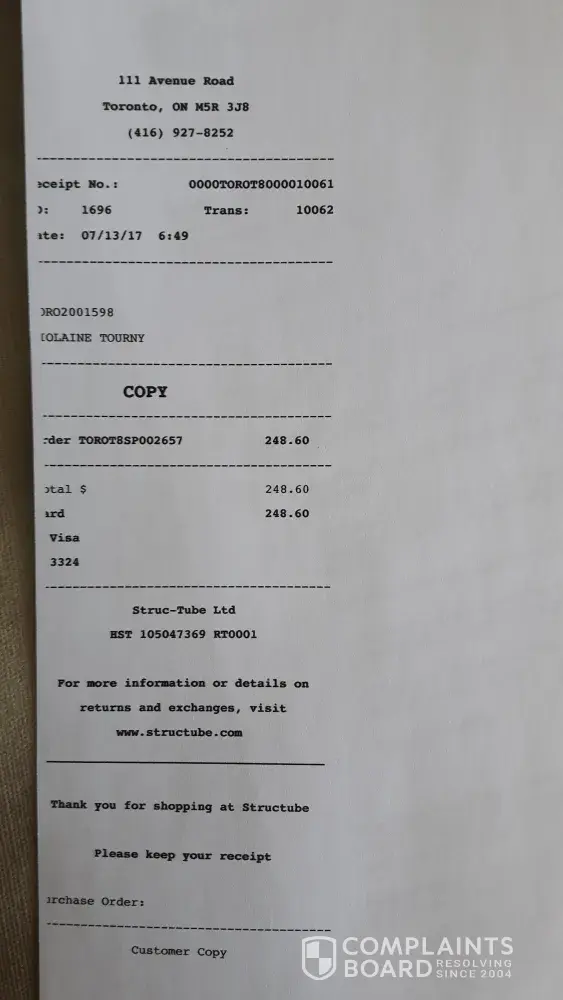 111 Avenue Road
Toronto, ON M5R 3J8
(416) 927-8252
eceipt No.: 0000TOROT8000010061
: 1696 Trans: 10062
ate: 07/13/17 6:49
ORO2001598
IOLAINE TOURNY
COPY
rder TOROT8SP002657 248.60
otal $ 248.60
ard 248.60
Visa
3324
Struc-Tube Ltd
HST 105047369 RT0001
For more information or details on
returns and exchanges, visit
www.structube.com
Thank you for shopping at Structube
Please keep your receipt
urchase Order:
Customer Copy
COMPLAINTS
BOARD RESOLVING
SINCE 2004